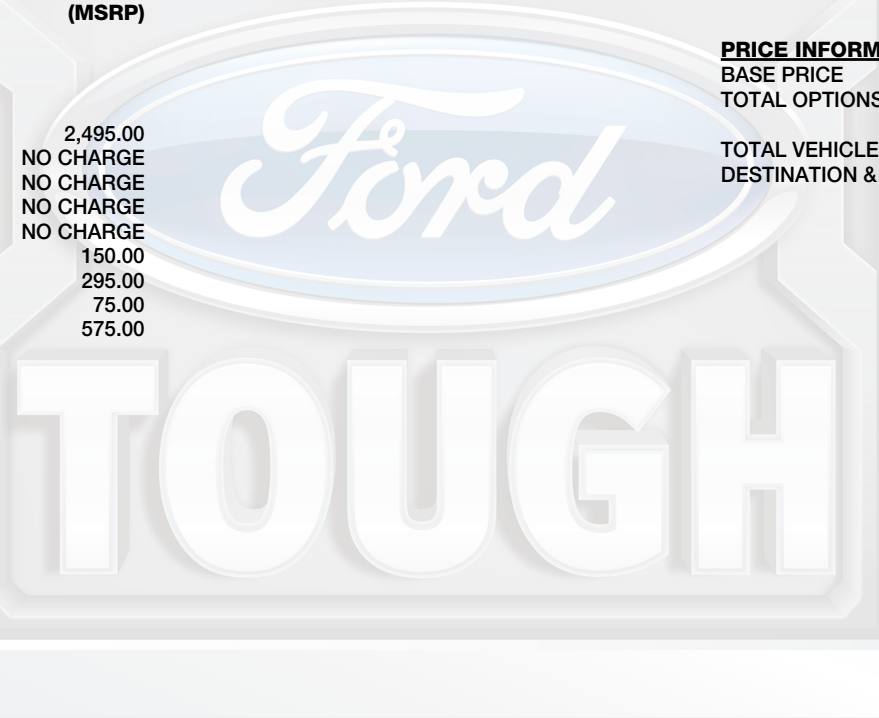 (MSRP)
2,495.00
NO CHARGE
NO CHARGE
NO CHARGE
NO CHARGE
150.00
295.00
75.00
575.00
PRICE INFORM
BASE PRICE
TOTAL OPTIONS
TOTAL VEHICLE
DESTINATION &
Ford
TOUGH